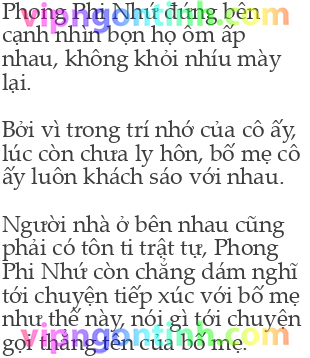 Phong Phi Nhứ đứng bên
cạnh nhìn bọn họ ôm ấp
nhau, không khỏi nhíu mày
lại.
Bởi vì trong trí nhớ của cô ấy,
lúc còn chưa ly hôn, bố mẹ cô
ấy luôn khách sáo với nhau.
Người nhà ở bên nhau cũng
phải có tôn ti trật tự, Phong
Phi Nhứ còn chẳng dám nghĩ
tới chuyện tiếp xúc với bố mẹ
như thế này, nói gì tới chuyện
gọi thẳng tên của bố mẹ.
vipngontinh.com
vipngontinh.com